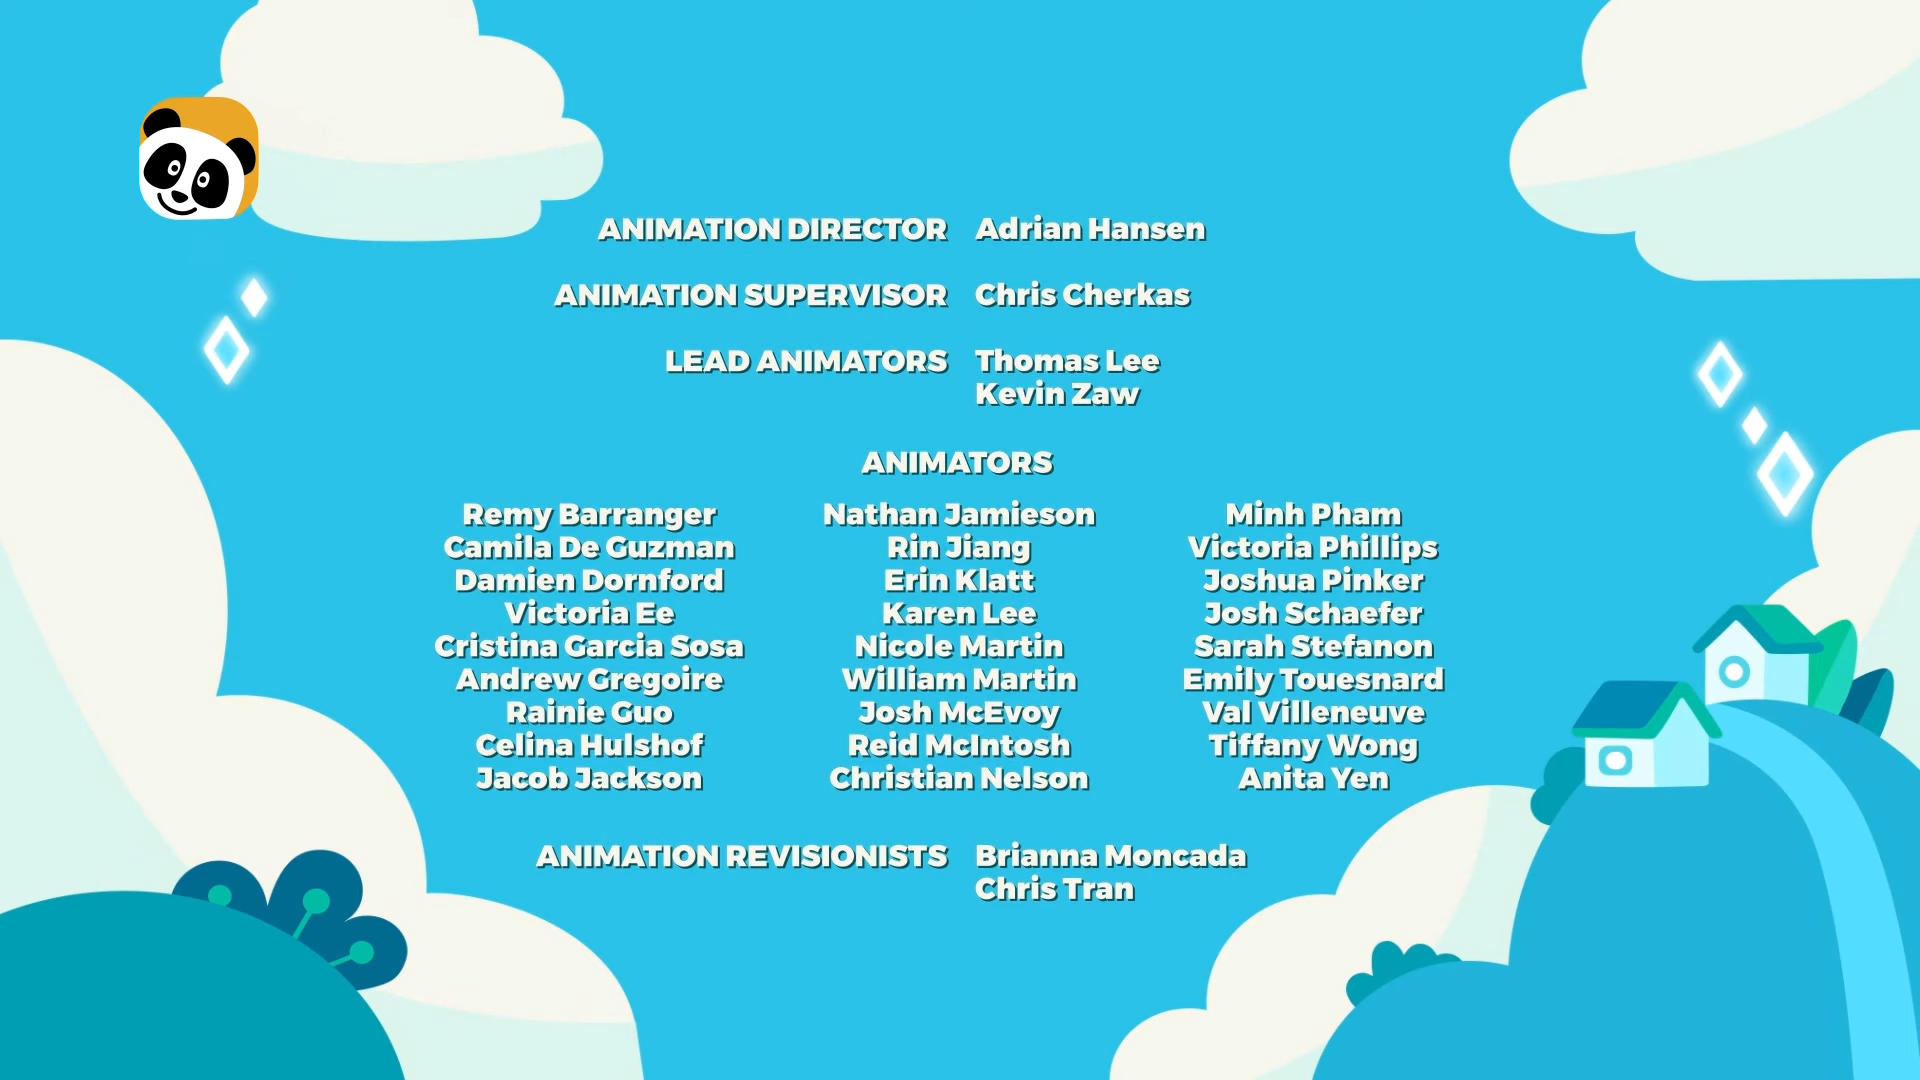 ANIMATION DIRECTOR Adrian Hansen
ANIMATION SUPERVISOR Chris Cherkas
LEAD ANIMATORS Thomas Lee
Kevin Zaw
ANIMATORS
Remy Barranger Nathan Jamieson Minh Pham
Camila De Guzman Rin Jiang Victoria Phillips
Damien Dornford Erin Klatt Joshua Pinker
Victoria Ee Karen Lee Josh Schaefer
Cristina Garcia Sosa Nicole Martin Sarah Stefanon
Andrew Gregoire William Martin Emily Touesnard
Rainie Guo Josh McEvoy Val Villeneuve
Celina Hulshof Reid McIntosh Tiffany Wong
Jacob Jackson Christian Nelson Anita Yen
ANIMATION REVISIONISTS Brianna Moncada
Chris Tran